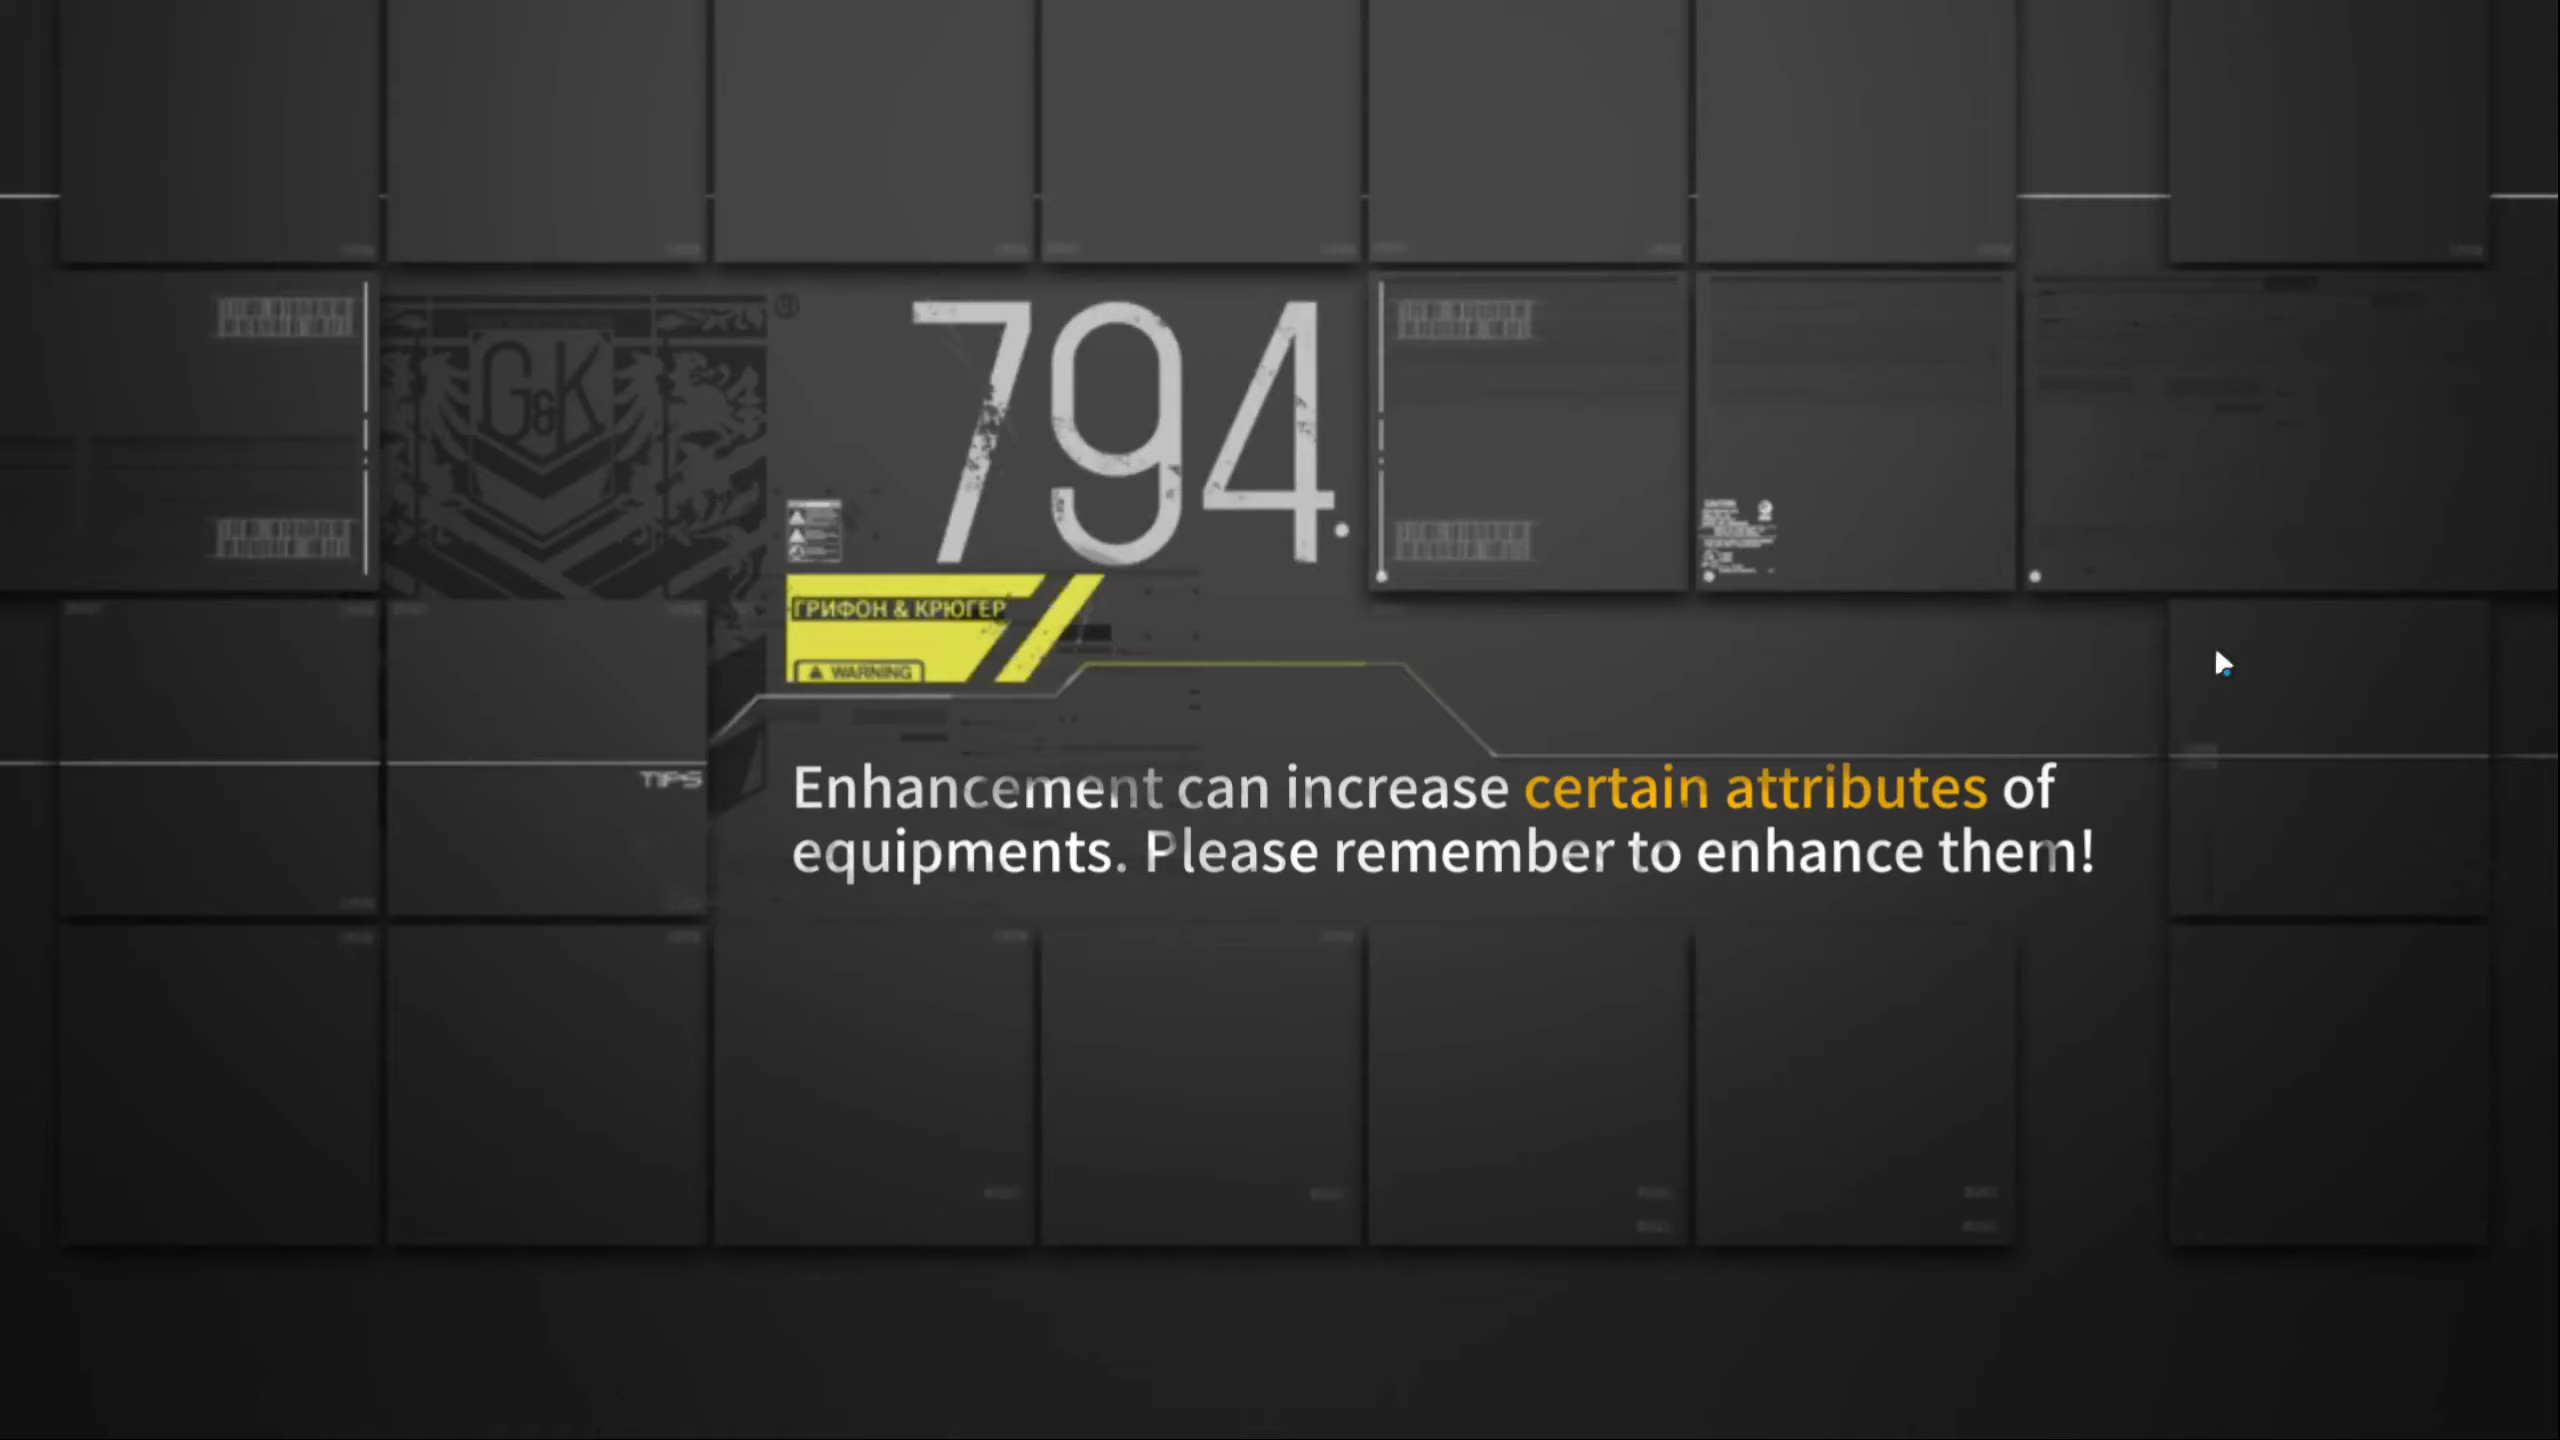 ®
G&K
794.
ГРИФОН & КРЮГЕР
WARNING
TIPS
Enhancement can increase certain attributes of
equipments. Please remember to enhance them!